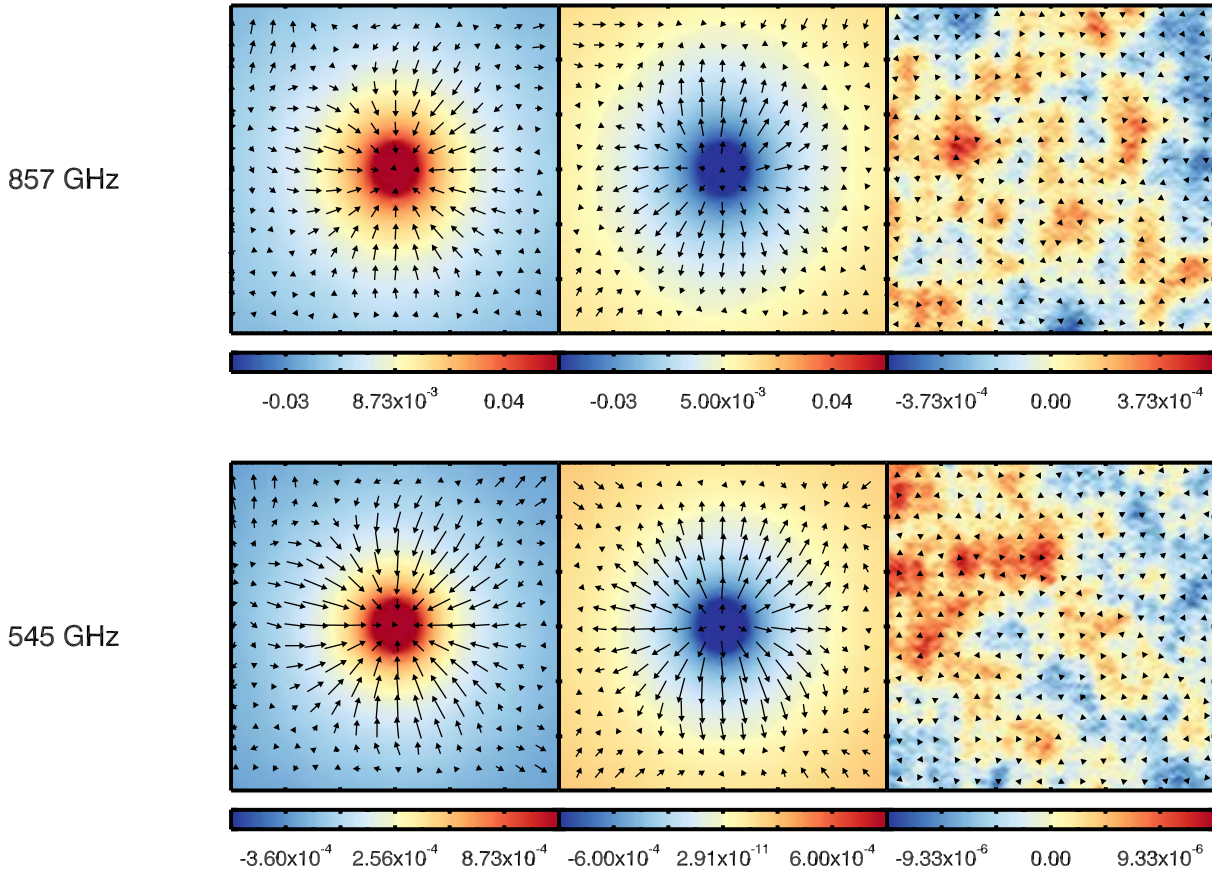 857 GHz
-0.03 8.73x10⁻³ 0.04 -0.03 5.00x10⁻³ 0.04 -3.73x10⁻⁴ 0.00 3.73x10⁻⁴
545 GHz
-3.60x10⁻⁴ 2.56x10⁻⁴ 8.73x10⁻⁴ -6.00x10⁻⁴ 2.91x10⁻¹¹ 6.00x10⁻⁴ -9.33x10⁻⁶ 0.00 9.33x10⁻⁶